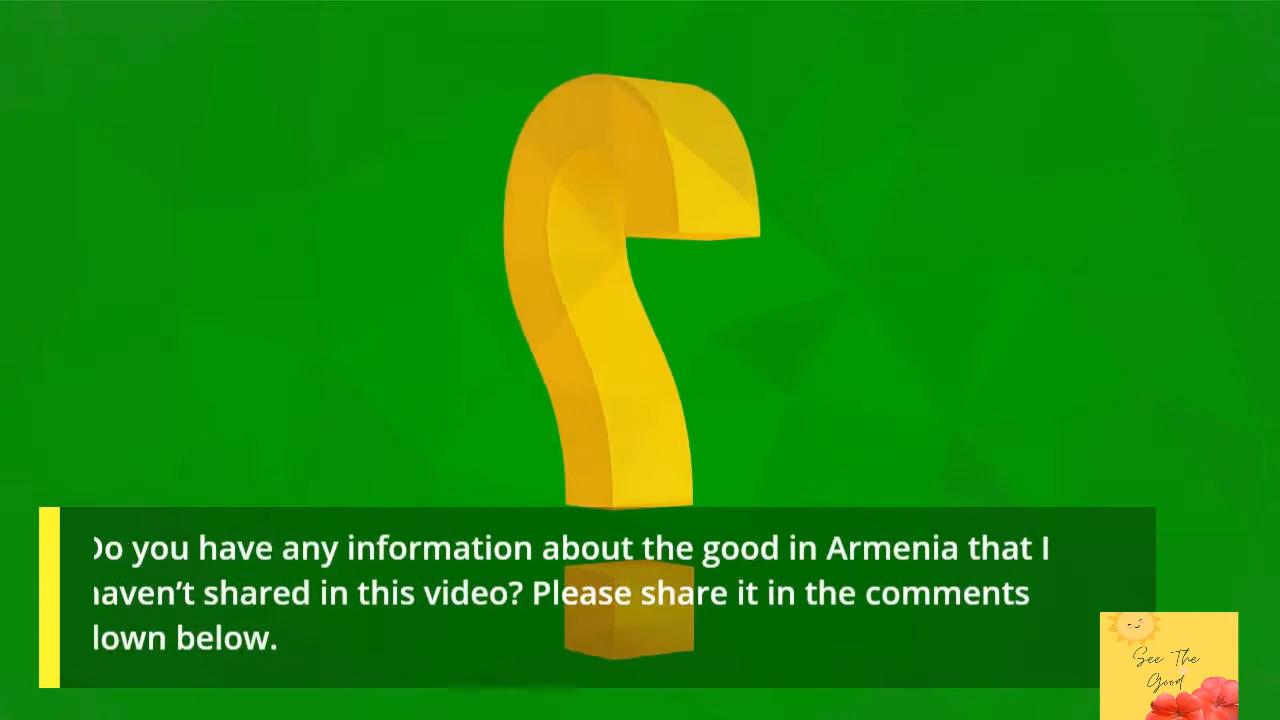 Do you have any information about the good in Armenia that I
haven’t shared in this video? Please share it in the comments
down below.
See The
Good